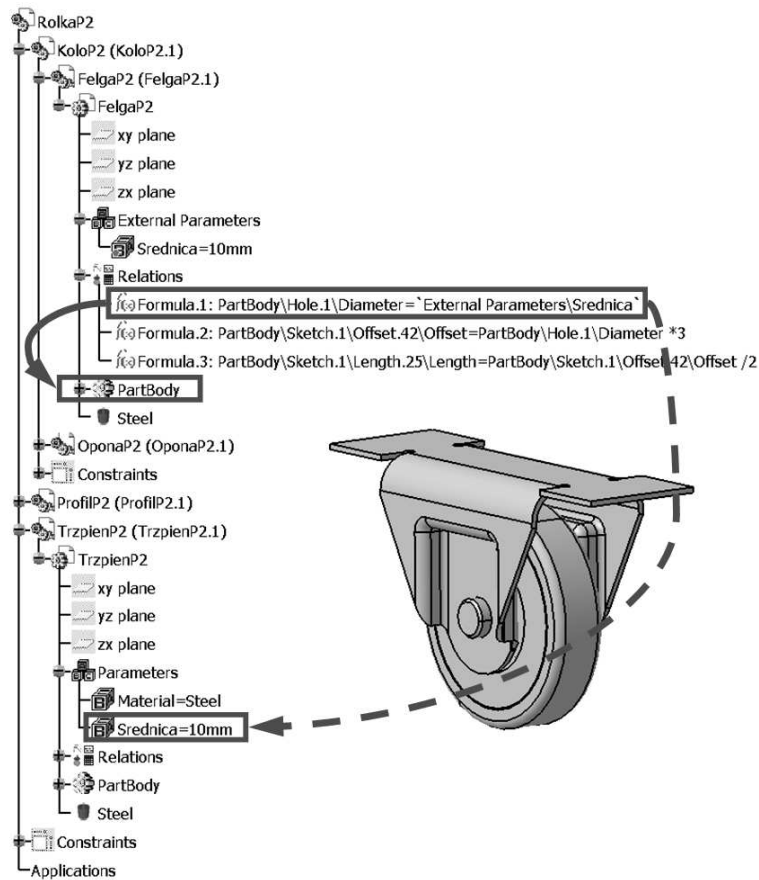 RolkaP2
KoloP2 (KoloP2.1)
FelgaP2 (FelgaP2.1)
FelgaP2
xy plane
yz plane
zx plane
External Parameters
Srednica=10mm
Relations
f(x) Formula.1: PartBody\Hole.1\Diameter=`External Parameters\Srednica`
f(x) Formula.2: PartBody\Sketch.1\Offset.42\Offset=PartBody\Hole.1\Diameter *3
f(x) Formula.3: PartBody\Sketch.1\Length.25\Length=PartBody\Sketch.1\Offset.42\Offset /2
PartBody
Steel
OponaP2 (OponaP2.1)
Constraints
ProfilP2 (ProfilP2.1)
TrzpienP2 (TrzpienP2.1)
TrzpienP2
xy plane
yz plane
zx plane
Parameters
Material=Steel
Srednica=10mm
Relations
PartBody
Steel
Constraints
Applications